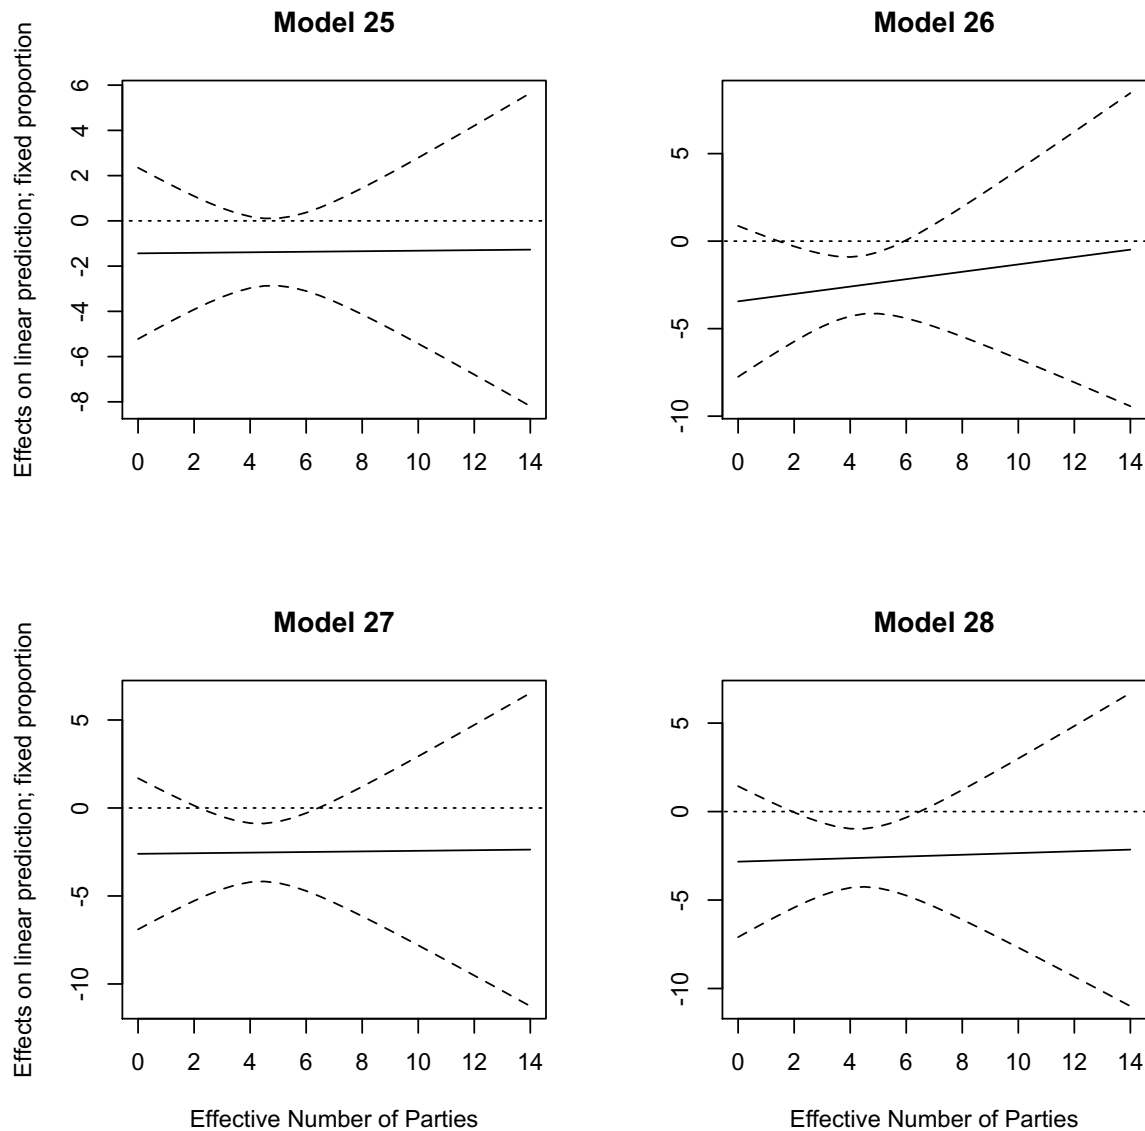 Model 25
Effects on linear prediction; fixed proportion
6
4
2
0
-2
-4
-6
-8
0 2 4 6 8 10 12 14
Model 26
5
0
-5
-10
0 2 4 6 8 10 12 14
Model 27
Effects on linear prediction; fixed proportion
5
0
-5
-10
0 2 4 6 8 10 12 14
Effective Number of Parties
Model 28
5
0
-5
-10
0 2 4 6 8 10 12 14
Effective Number of Parties